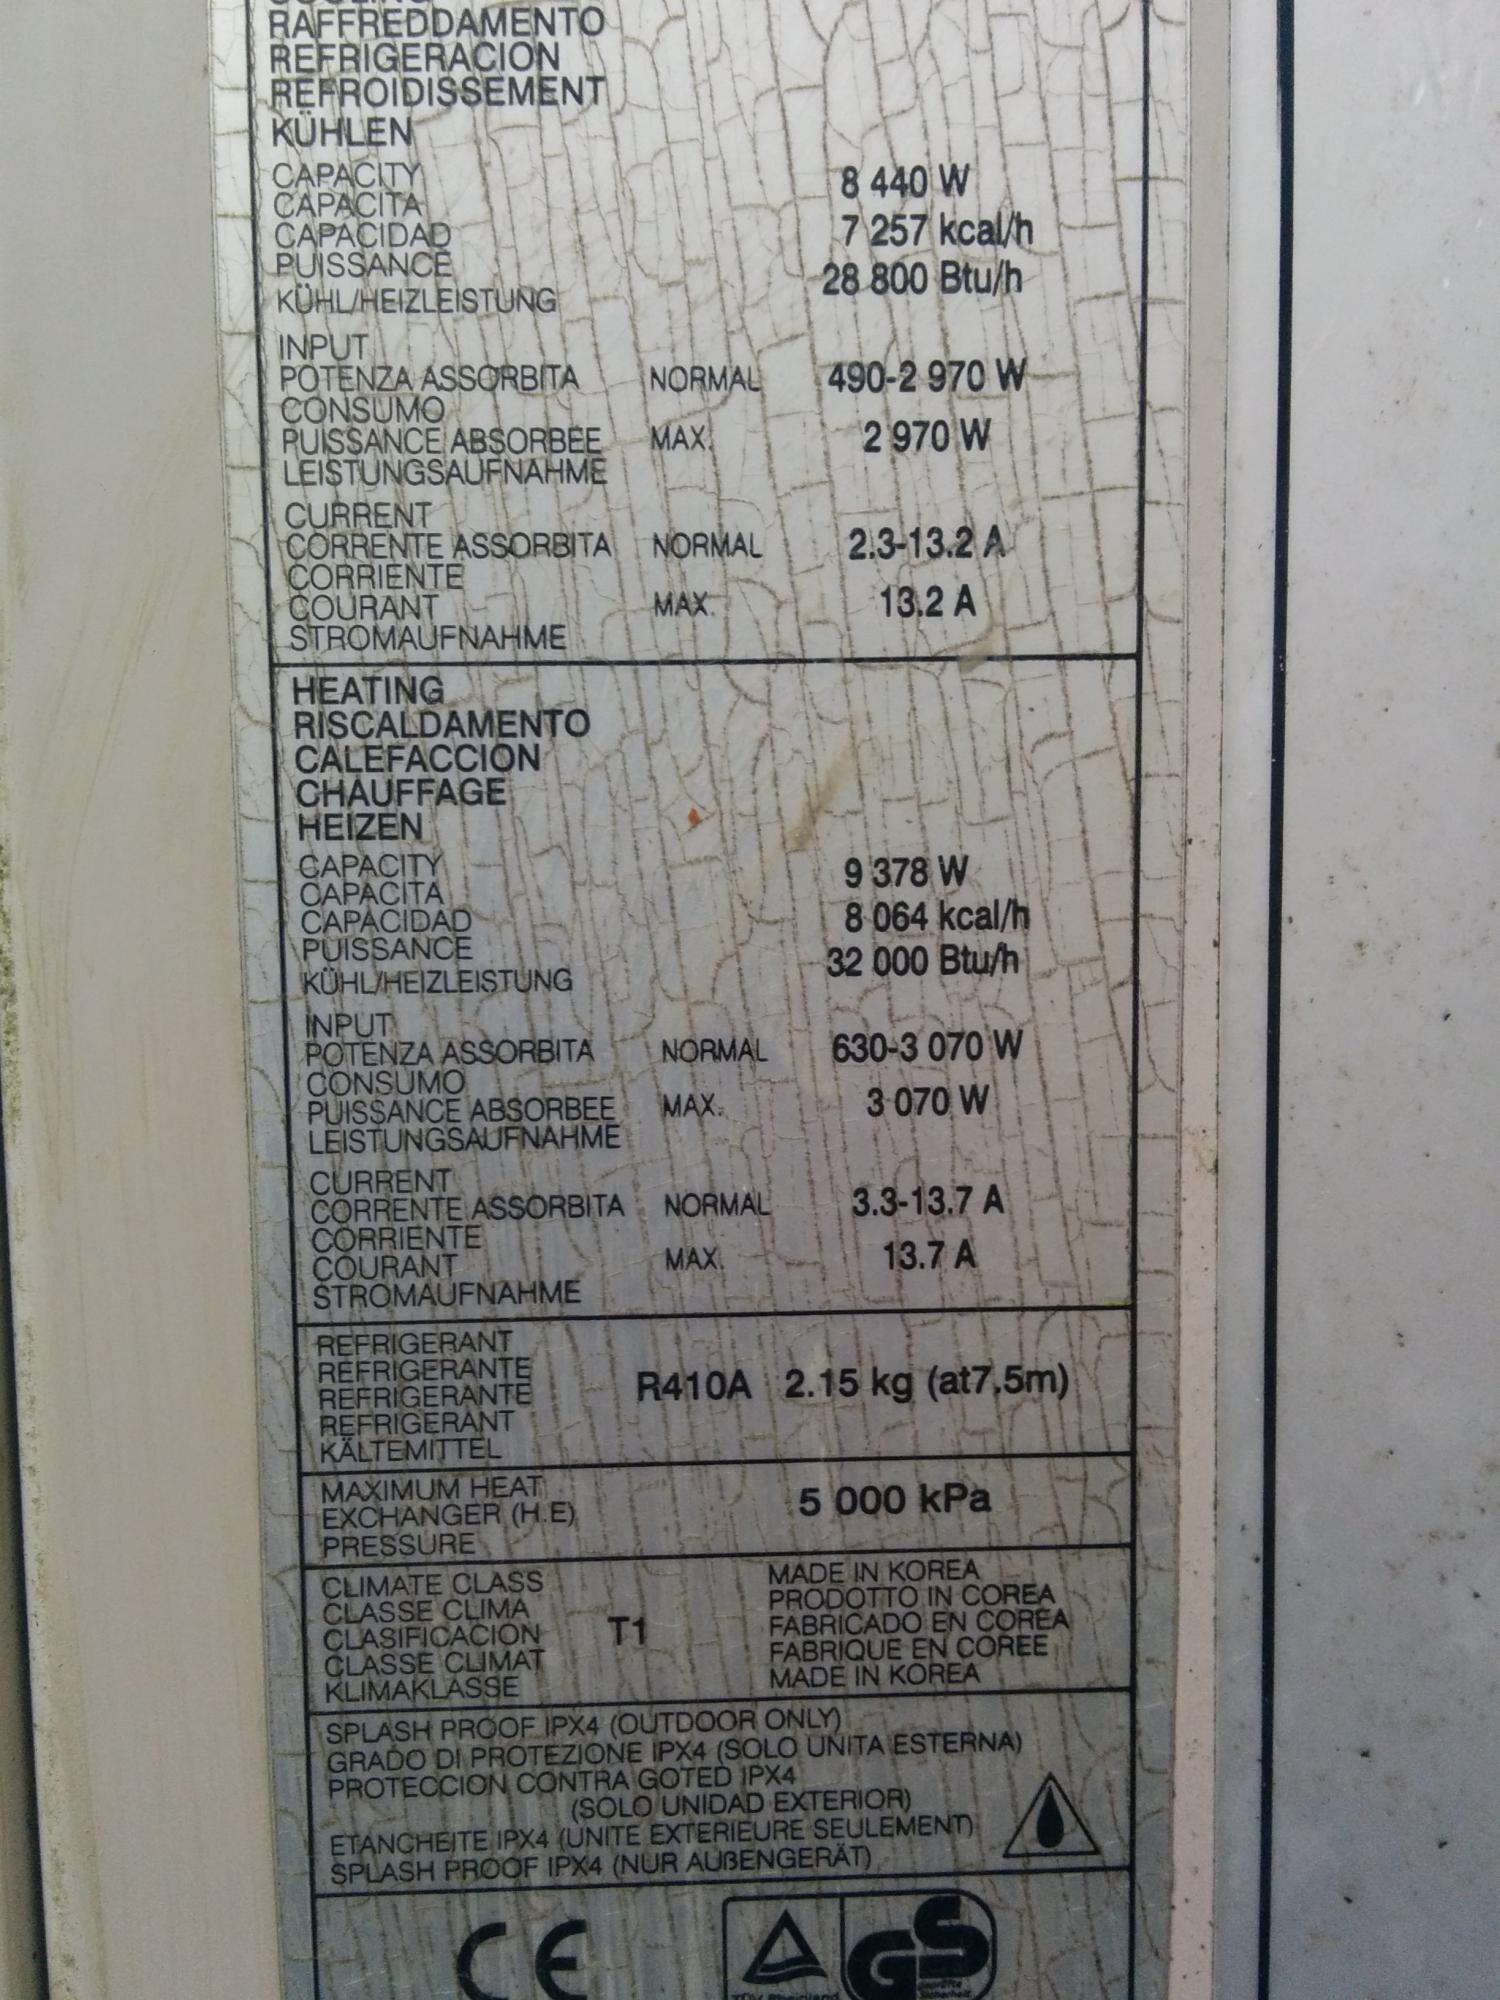 COOLING
RAFFREDDAMENTO
REFRIGERACION
REFROIDISSEMENT
KÜHLEN
CAPACITY
CAPACITA
CAPACIDAD
PUISSANCE
KÜHL/HEIZLEISTUNG
8 440 W
7 257 kcal/h
28 800 Btu/h
INPUT
POTENZA ASSORBITA NORMAL 490-2 970 W
CONSUMO
PUISSANCE ABSORBEE MAX. 2 970 W
LEISTUNGSAUFNAHME
CURRENT
CORRENTE ASSORBITA NORMAL 2.3-13.2 A
CORRIENTE
COURANT MAX. 13.2 A
STROMAUFNAHME
HEATING
RISCALDAMENTO
CALEFACCION
CHAUFFAGE
HEIZEN
CAPACITY
CAPACITA
CAPACIDAD
PUISSANCE
KÜHL/HEIZLEISTUNG
9 378 W
8 064 kcal/h
32 000 Btu/h
INPUT
POTENZA ASSORBITA NORMAL 630-3 070 W
CONSUMO
PUISSANCE ABSORBEE MAX. 3 070 W
LEISTUNGSAUFNAHME
CURRENT
CORRENTE ASSORBITA NORMAL 3.3-13.7 A
CORRIENTE
COURANT MAX. 13.7 A
STROMAUFNAHME
REFRIGERANT
REFRIGERANTE
REFRIGERANTE
REFRIGERANT
KÄLTEMITTEL
R410A 2.15 kg (at7.5m)
MAXIMUM HEAT
EXCHANGER (H.E)
PRESSURE
5 000 kPa
CLIMATE CLASS
CLASSE CLIMA
CLASIFICACION
CLASSE CLIMAT
KLIMAKLASSE
T1
MADE IN KOREA
PRODOTTO IN COREA
FABRICADO EN COREA
FABRIQUE EN COREE
MADE IN KOREA
SPLASH PROOF IPX4 (OUTDOOR ONLY)
GRADO DI PROTEZIONE IPX4 (SOLO UNITA ESTERNA)
PROTECCION CONTRA GOTED IPX4
(SOLO UNIDAD EXTERIOR)
ETANCHEITE IPX4 (UNITE EXTERIEURE SEULEMENT)
SPLASH PROOF IPX4 (NUR AUßENGERÄT)
CE
GS
TÜV Rheinland
geprüfte
Sicherheit